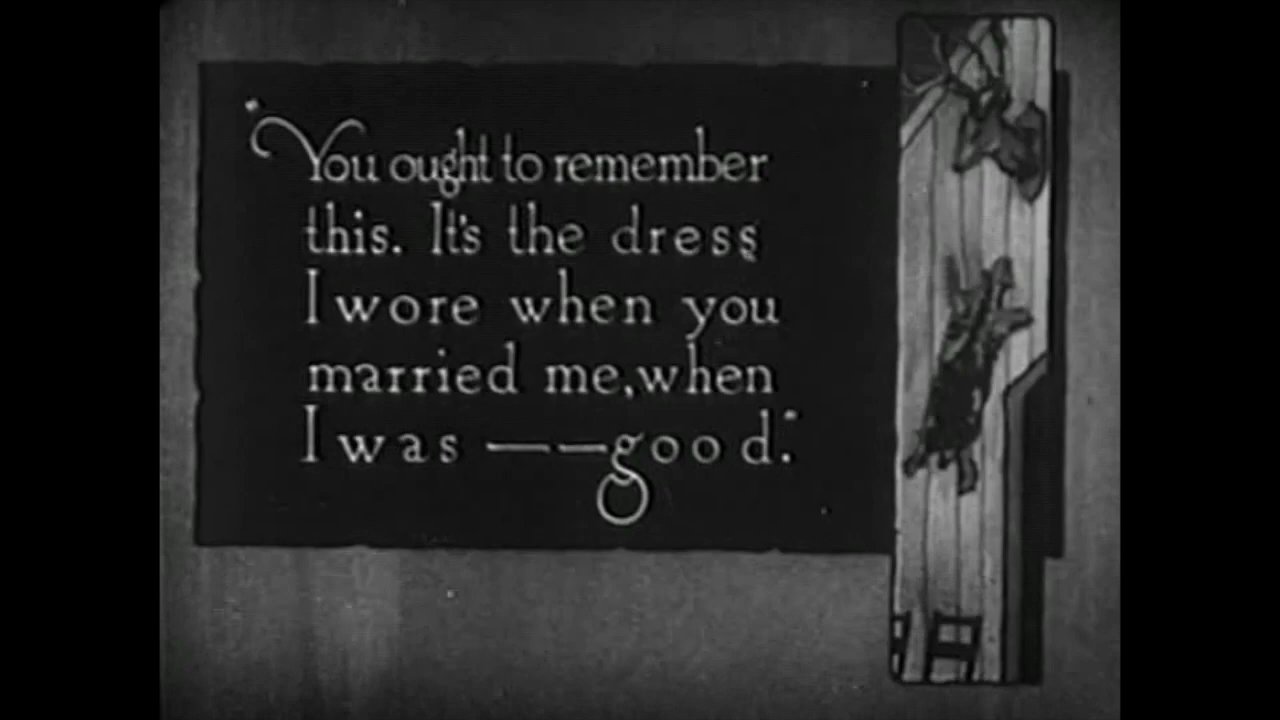 "You ought to remember
this. It's the dress
I wore when you
married me, when
I was ——good."